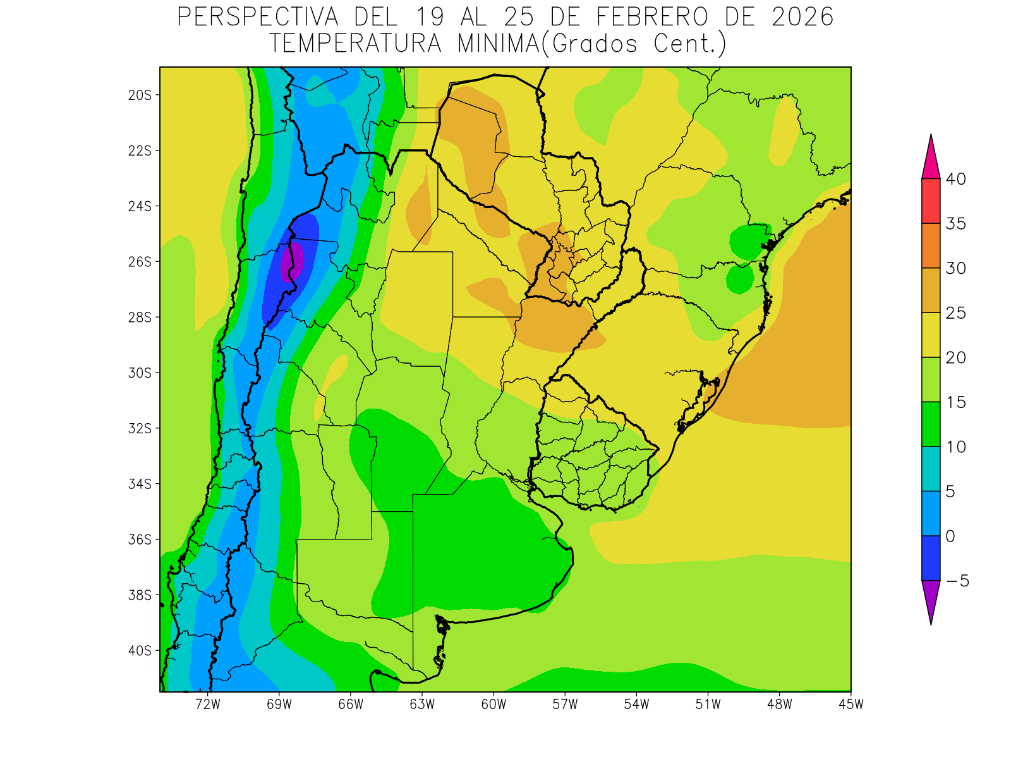 PERSPECTIVA DEL 19 AL 25 DE FEBRERO DE 2026
TEMPERATURA MINIMA(Grados Cent.)
20S
22S
24S
26S
28S
30S
32S
34S
36S
38S
40S
72W 69W 66W 63W 60W 57W 54W 51W 48W 45W
40
35
30
25
20
15
10
5
0
−5